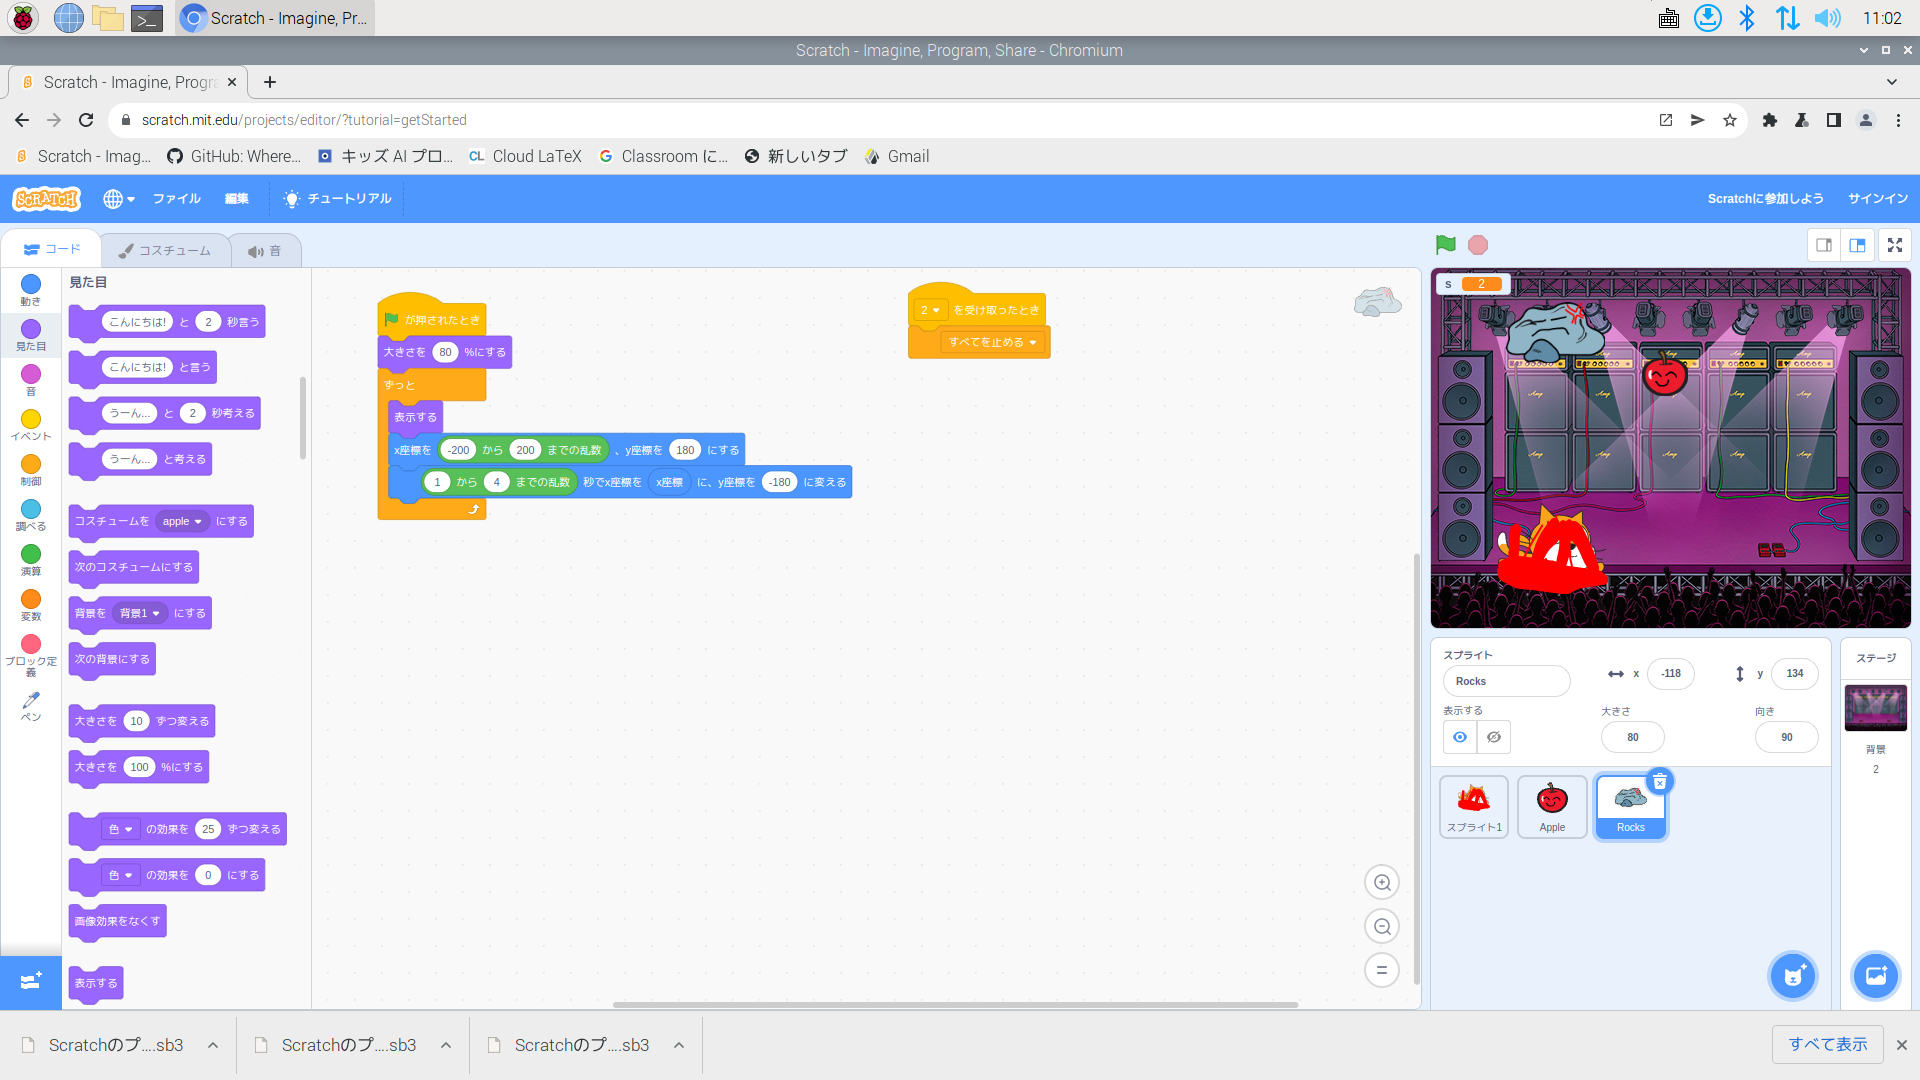 Scratch - Imagine, Pr...
11:02
Scratch - Imagine, Program, Share - Chromium
Scratch - Imagine, Progra
scratch.mit.edu/projects/editor/?tutorial=getStarted
Scratch - Imag...
GitHub: Where...
キッズ AI プロ...
CL Cloud LaTeX
G Classroom に...
新しいタブ
Gmail
SCRATCH
ファイル
編集
チュートリアル
Scratchに参加しよう
サインイン
コード
コスチューム
音
動き
見た目
音
イベント
制御
調べる
演算
変数
ブロック定
義
ペン
見た目
こんにちは! と 2 秒言う
こんにちは! と言う
うーん... と 2 秒考える
うーん... と考える
コスチュームを apple にする
次のコスチュームにする
背景を 背景1 にする
次の背景にする
大きさを 10 ずつ変える
大きさを 100 %にする
色 の効果を 25 ずつ変える
色 の効果を 0 にする
画像効果をなくす
表示する
が押されたとき
大きさを 80 %にする
ずっと
表示する
x座標を -200 から 200 までの乱数 、y座標を 180 にする
1 から 4 までの乱数 秒でx座標を x座標 に、y座標を -180 に変える
2 を受け取ったとき
すべてを止める
s 2
Amp Amp Amp Amp
Amp Amp Amp Amp
スプライト
Rocks
x -118
y 134
表示する
大きさ
80
向き
90
スプライト1
Apple
Rocks
ステージ
背景
2
Scratchのプ....sb3
Scratchのプ....sb3
Scratchのプ....sb3
すべて表示